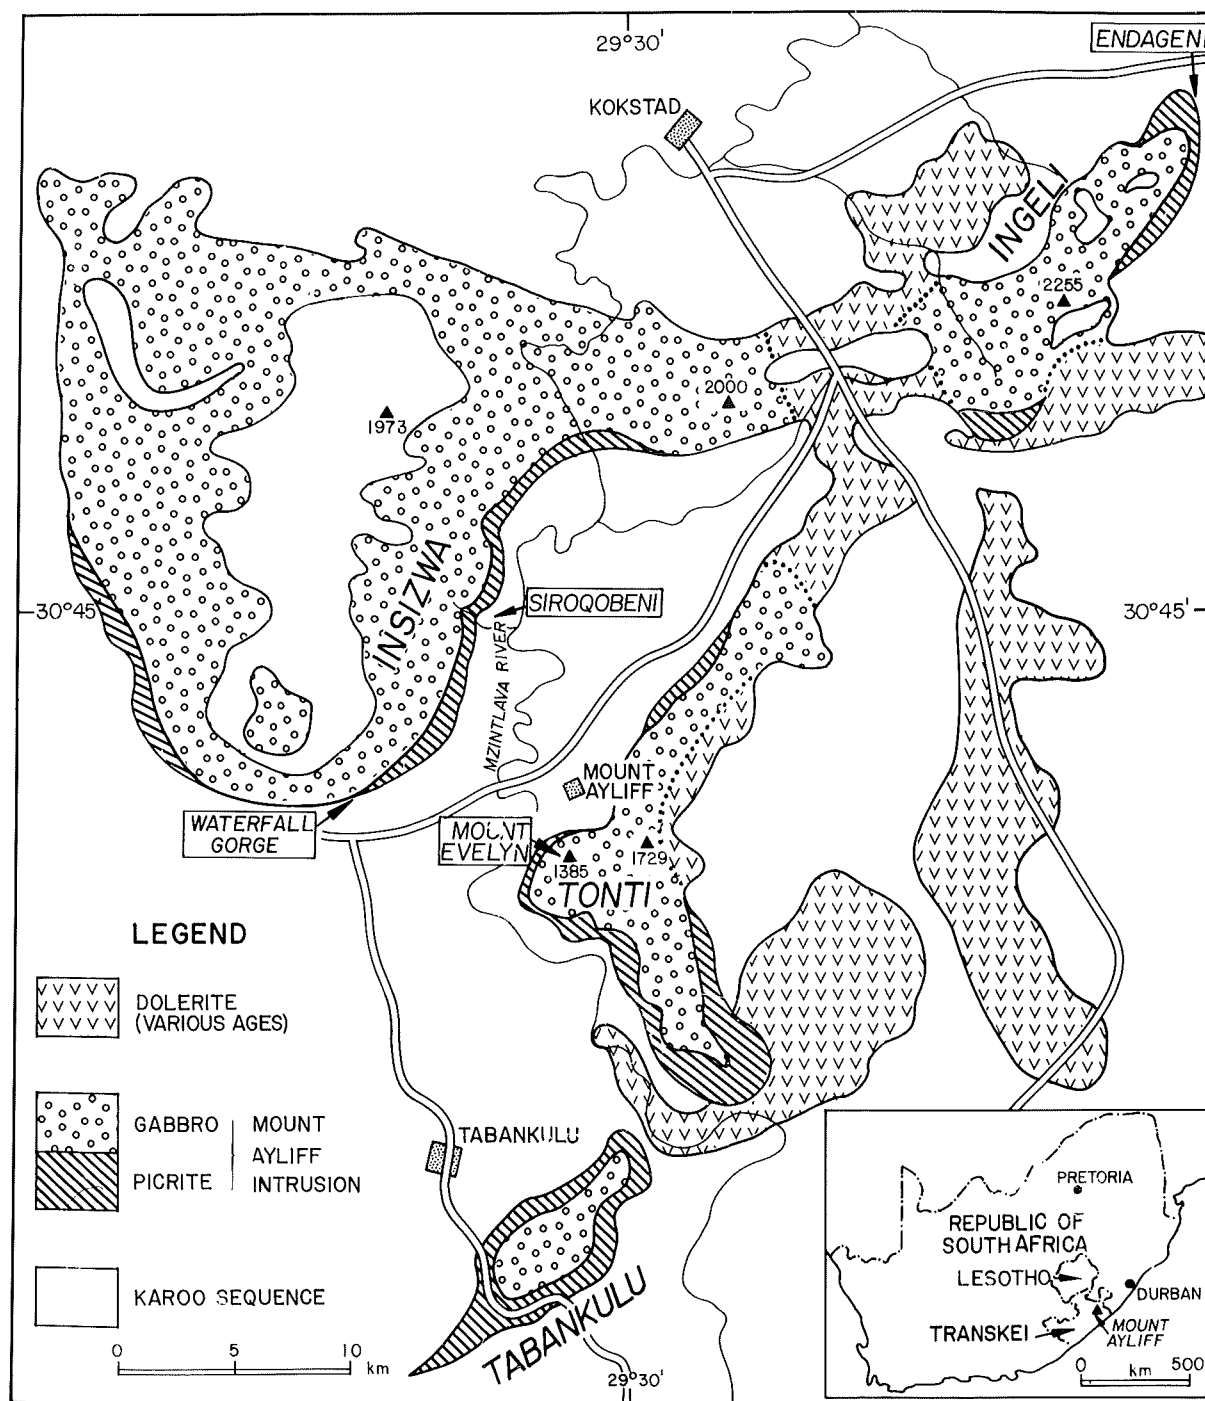 29°30'
ENDAGENI
KOKSTAD
INGELI
2255
2000
1973
INSIZWA
SIROQOBENI
30°45'
30°45'
MZINTLAVA RIVER
MOUNT
AYLIFF
WATERFALL
GORGE
MOUNT
EVELYN
1385
1729
TONTI
LEGEND
DOLERITE
(VARIOUS AGES)
GABBRO
PICRITE
MOUNT
AYLIFF
INTRUSION
KAROO SEQUENCE
0 5 10
km
TABANKULU
TABANKULU
29°30'
PRETORIA
REPUBLIC OF
SOUTH AFRICA
LESOTHO
DURBAN
TRANSKEI
MOUNT
AYLIFF
0 500
km